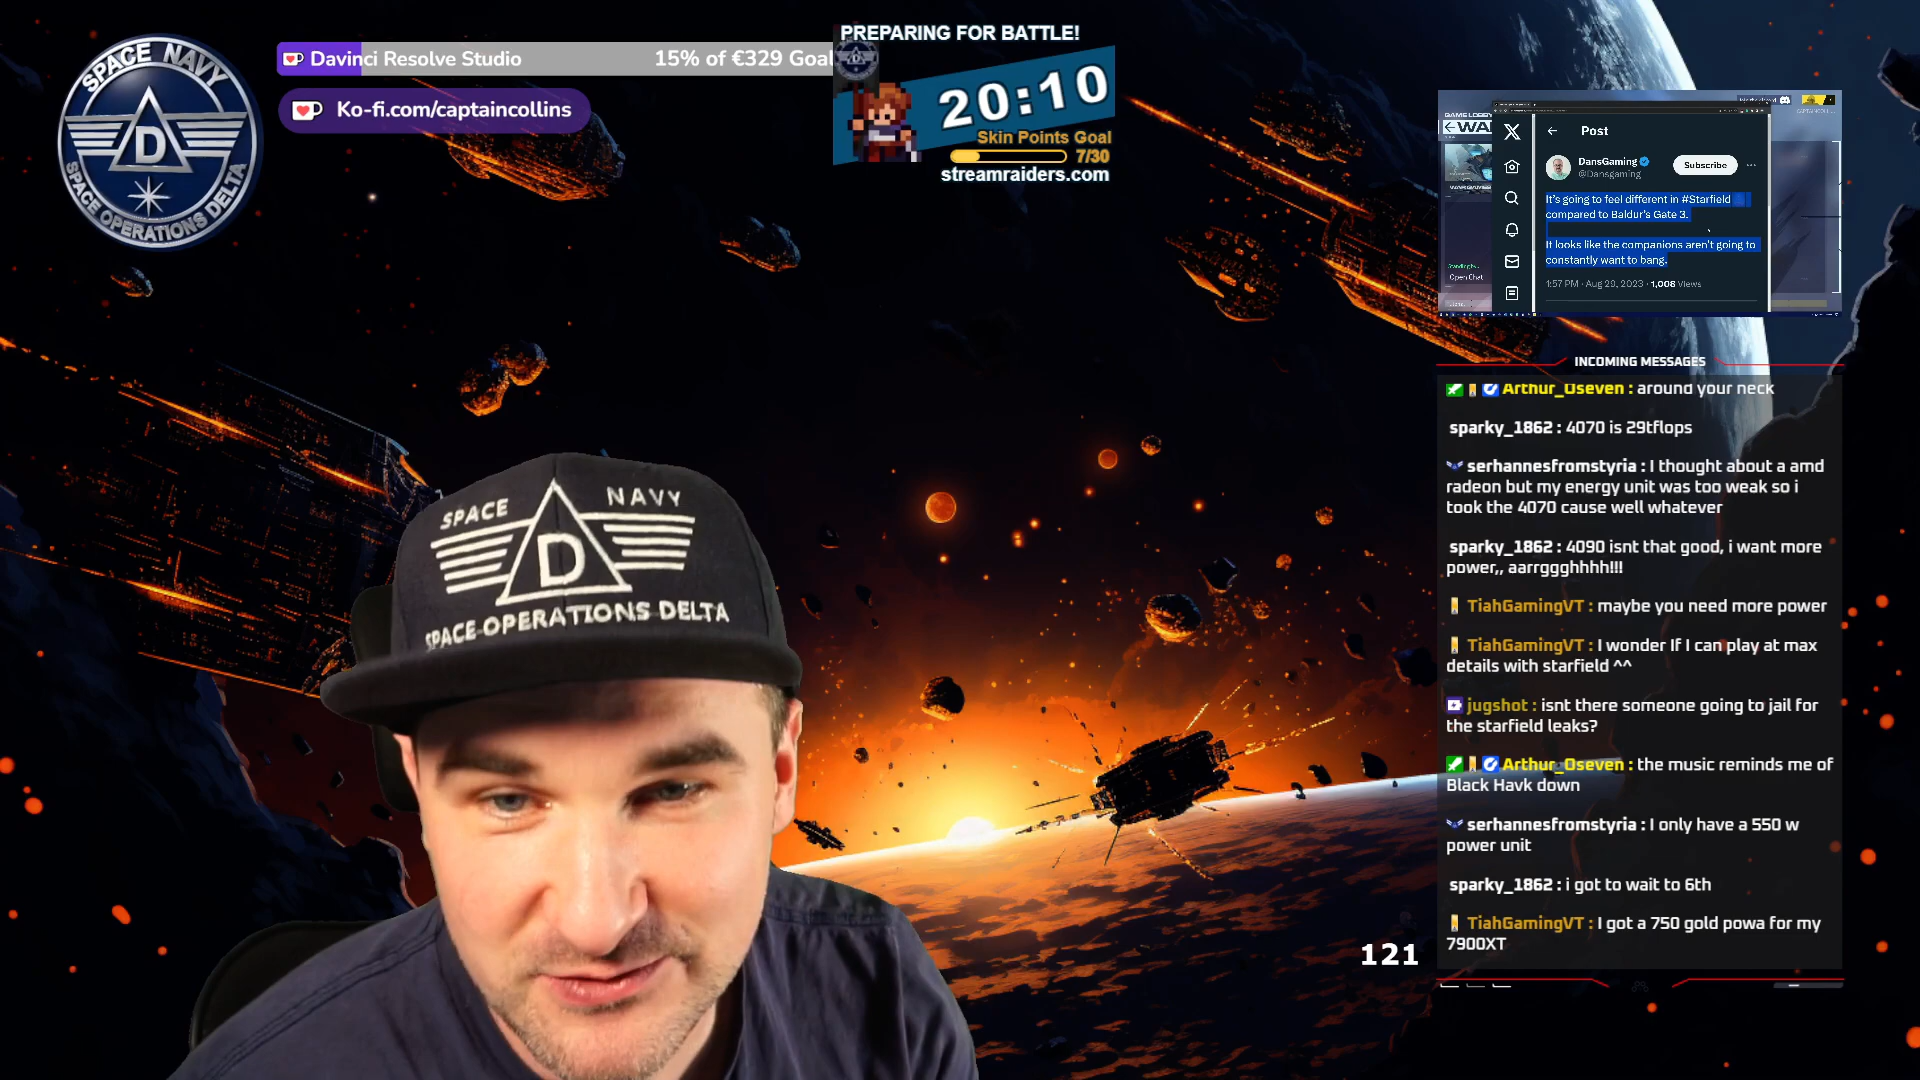 SPACE NAVY
D
SPACE OPERATIONS DELTA
Davinci Resolve Studio
15% of €329 Goal
Ko-fi.com/captaincollins
PREPARING FOR BATTLE!
20:10
Skin Points Goal
7/30
streamraiders.com
GAME LOBBY
Post
DansGaming
@Dansgaming
Subscribe
It's going to feel different in #Starfield
compared to Baldur's Gate 3.
It looks like the companions aren't going to
constantly want to bang.
1:57 PM · Aug 29, 2023 · 1,008 Views
Open Chat
INCOMING MESSAGES
Arthur_Oseven : around your neck
sparky_1862 : 4070 is 29tflops
serhannesfromstyria : I thought about a amd
radeon but my energy unit was too weak so i
took the 4070 cause well whatever
sparky_1862 : 4090 isnt that good, i want more
power,, aarrggghhhh!!!
TiahGamingVT : maybe you need more power
TiahGamingVT : I wonder If I can play at max
details with starfield ^^
jugshot : isnt there someone going to jail for
the starfield leaks?
Arthur_Oseven : the music reminds me of
Black Havk down
serhannesfromstyria : I only have a 550 w
power unit
sparky_1862 : i got to wait to 6th
TiahGamingVT : I got a 750 gold powa for my
7900XT
121
SPACE NAVY
D
SPACE OPERATIONS DELTA